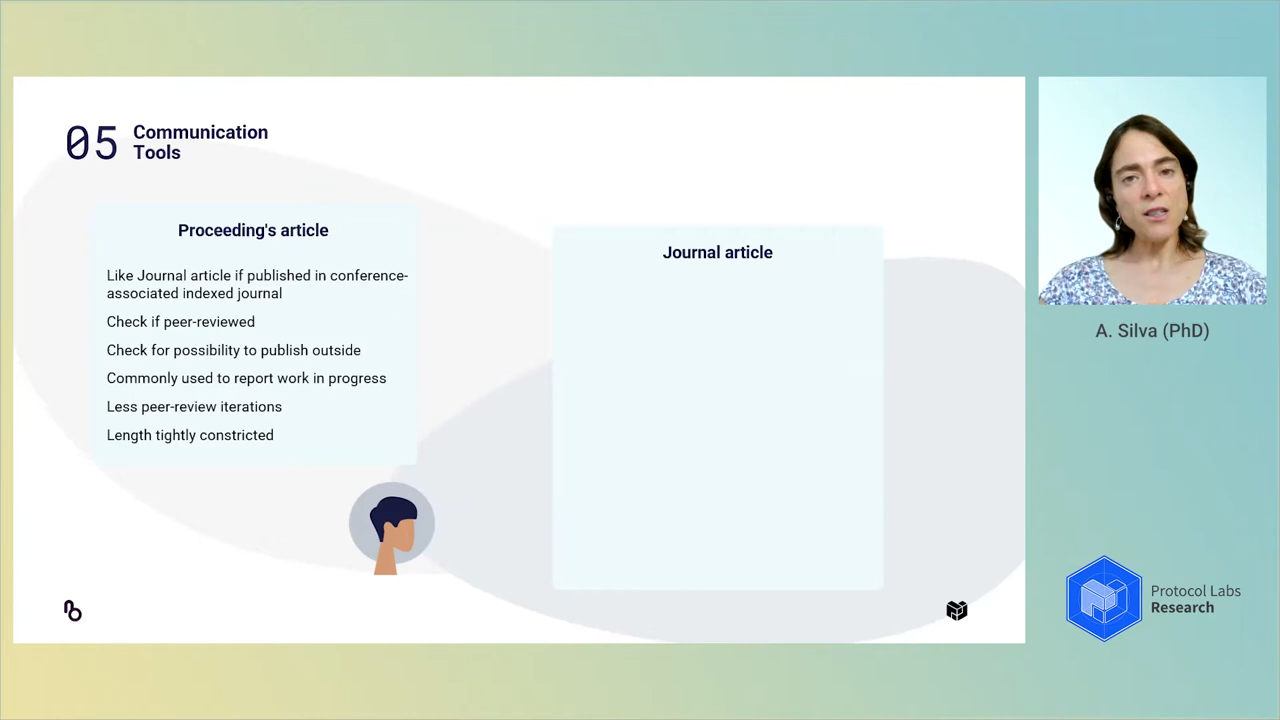 05 Communication
Tools
Proceeding's article
Like Journal article if published in conference-
associated indexed journal
Check if peer-reviewed
Check for possibility to publish outside
Commonly used to report work in progress
Less peer-review iterations
Length tightly constricted
Journal article
A. Silva (PhD)
Protocol Labs
Research